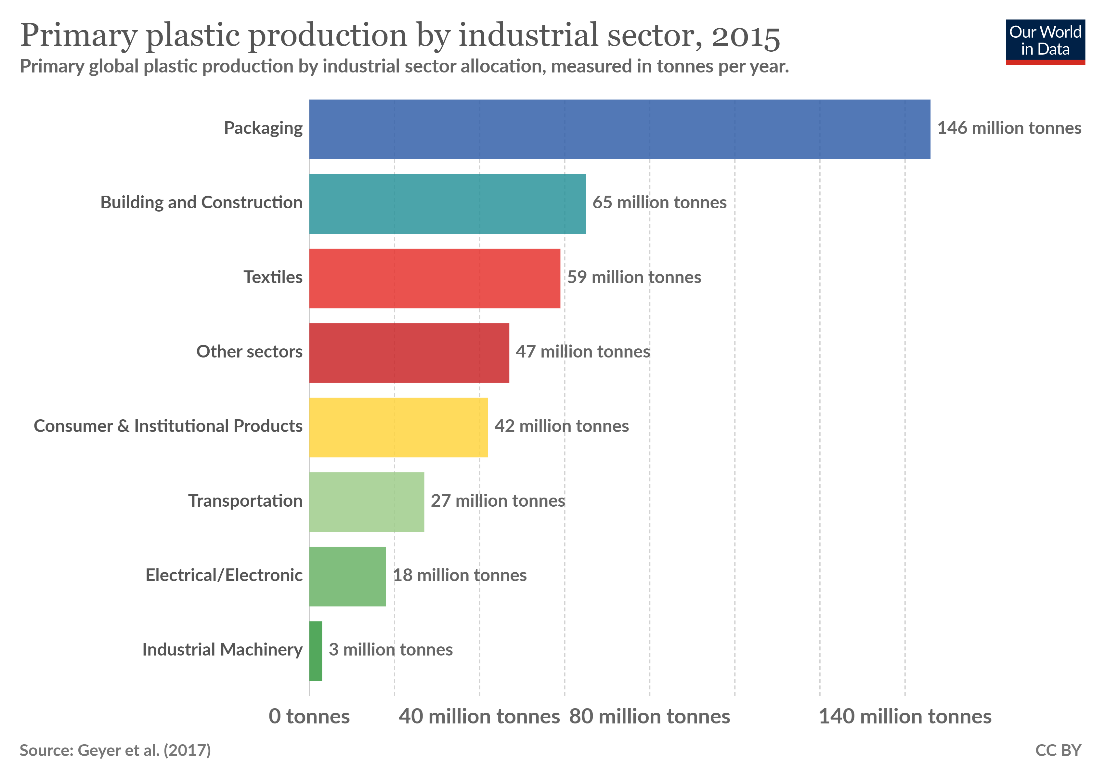 Primary plastic production by industrial sector, 2015
Our World
in Data
Primary global plastic production by industrial sector allocation, measured in tonnes per year.
Packaging 146 million tonnes
Building and Construction 65 million tonnes
Textiles 59 million tonnes
Other sectors 47 million tonnes
Consumer & Institutional Products 42 million tonnes
Transportation 27 million tonnes
Electrical/Electronic 18 million tonnes
Industrial Machinery 3 million tonnes
0 tonnes 40 million tonnes 80 million tonnes 140 million tonnes
Source: Geyer et al. (2017) CC BY